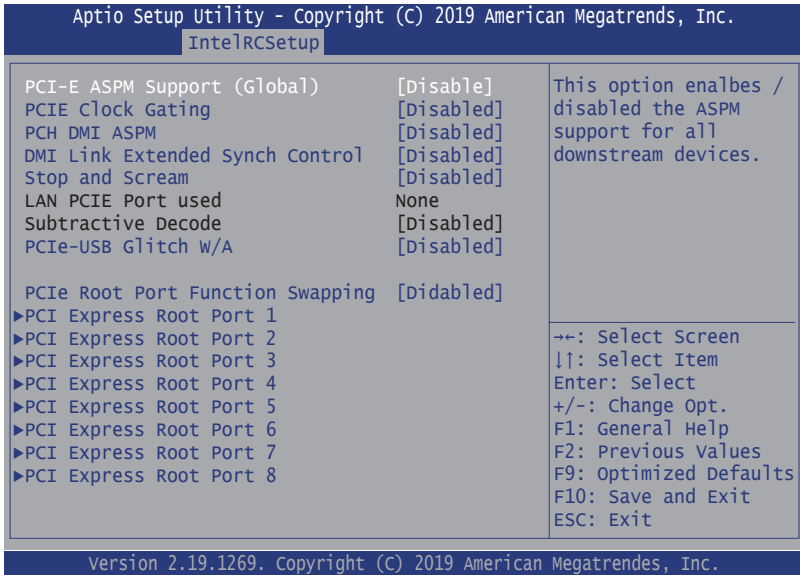 Aptio Setup Utility - Copyright (C) 2019 American Megatrends, Inc.
IntelRCSetup
PCI-E ASPM Support (Global) [Disable]
PCIE Clock Gating [Disabled]
PCH DMI ASPM [Disabled]
DMI Link Extended Synch Control [Disabled]
Stop and Scream [Disabled]
LAN PCIE Port used None
Subtractive Decode [Disabled]
PCIe-USB Glitch W/A [Disabled]
PCIe Root Port Function Swapping [Didabled]
►PCI Express Root Port 1
►PCI Express Root Port 2
►PCI Express Root Port 3
►PCI Express Root Port 4
►PCI Express Root Port 5
►PCI Express Root Port 6
►PCI Express Root Port 7
►PCI Express Root Port 8
This option enalbes /
disabled the ASPM
support for all
downstream devices.
→←: Select Screen
↓↑: Select Item
Enter: Select
+/-: Change Opt.
F1: General Help
F2: Previous Values
F9: Optimized Defaults
F10: Save and Exit
ESC: Exit
Version 2.19.1269. Copyright (C) 2019 American Megatrendes, Inc.